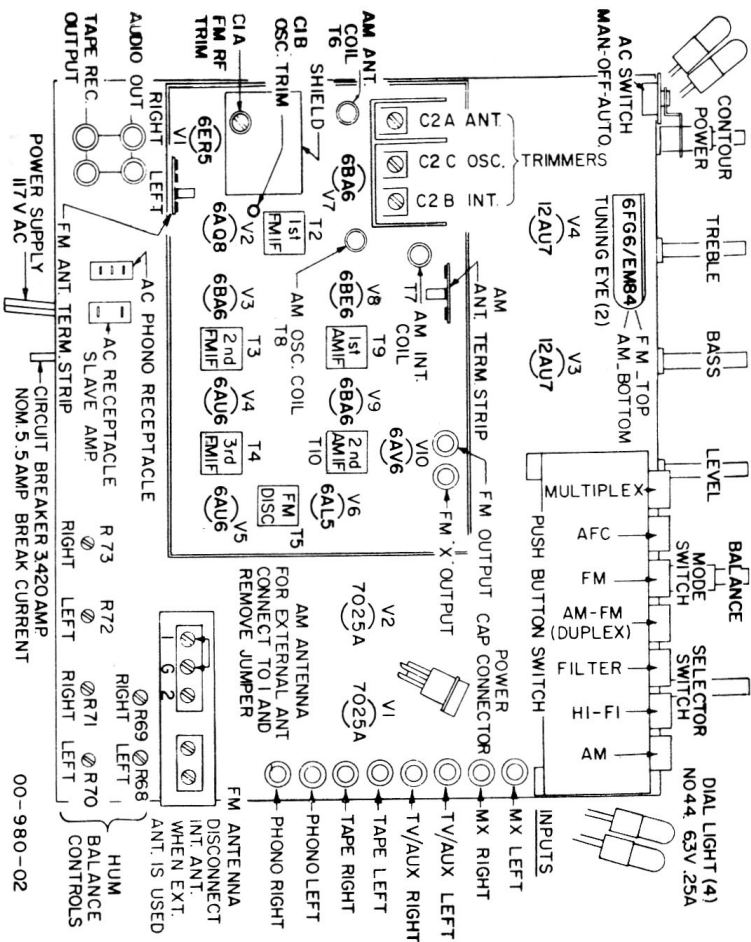 CONTOUR
POWER
TREBLE
BASS
LEVEL
BALANCE
MODE
SWITCH
SELECTOR
SWITCH
DIAL LIGHT (4)
NO44. 6.3V .25A
AC SWITCH
MAN-OFF-AUTO.
6FG6/EM84
TUNING EYE (2)
FM_TOP
AM_BOTTOM
MULTIPLEX
AFC
FM
AM-FM
(DUPLEX)
FILTER
HI-FI
AM
PUSH BUTTON SWITCH
V4
12AU7
V3
12AU7
AM ANT.
COIL
T6
C2A ANT.
C2C OSC.
C2B INT.
TRIMMERS
AM
ANT. TERM. STRIP
AM INT.
COIL
T7
FM OUTPUT
FM 'X' OUTPUT
POWER
CAP CONNECTOR
INPUTS
MX LEFT
MX RIGHT
TV/AUX LEFT
TV/AUX RIGHT
TAPE LEFT
TAPE RIGHT
PHONO LEFT
PHONO RIGHT
C1B
OSC. TRIM
SHIELD
C1A
FM RF
TRIM
6BA6
V7
AM OSC. COIL
T8
V8
6BE6
T9
1st
AMIF
V9
6BA6
T10
2nd
AMIF
V10
6AV6
V2
7025A
V1
7025A
6ER5
V1
V2
6AQ8
T2
1st
FMIF
V3
6BA6
T3
2nd
FMIF
V4
6AU6
T4
3rd
FMIF
V5
6AU6
T5
FM
DISC
V6
6AL5
AM ANTENNA
FOR EXTERNAL ANT
CONNECT TO 1 AND
REMOVE JUMPER
1
G
2
FM ANTENNA
DISCONNECT
INT. ANT.
WHEN EXT.
ANT. IS USED
AUDIO OUT
TAPE REC.
OUTPUT
RIGHT
LEFT
FM ANT. TERM. STRIP
AC PHONO RECEPTACLE
AC RECEPTACLE
SLAVE AMP.
POWER SUPPLY
117V AC
CIRCUIT BREAKER 3.420AMP.
NOM. 5.5 AMP BREAK CURRENT
R73
RIGHT
R72
LEFT
R71
RIGHT
R70
LEFT
R69
RIGHT
R68
LEFT
HUM
BALANCE
CONTROLS
00-980-02